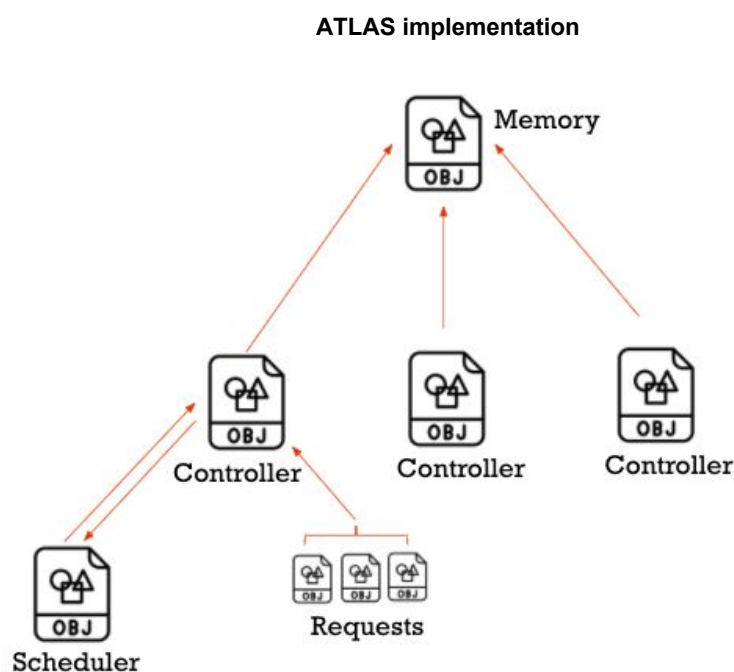 ATLAS implementation
Memory
OBJ
OBJ
OBJ
OBJ
Controller
Controller
Controller
OBJ
OBJ
OBJ
OBJ
Requests
Scheduler